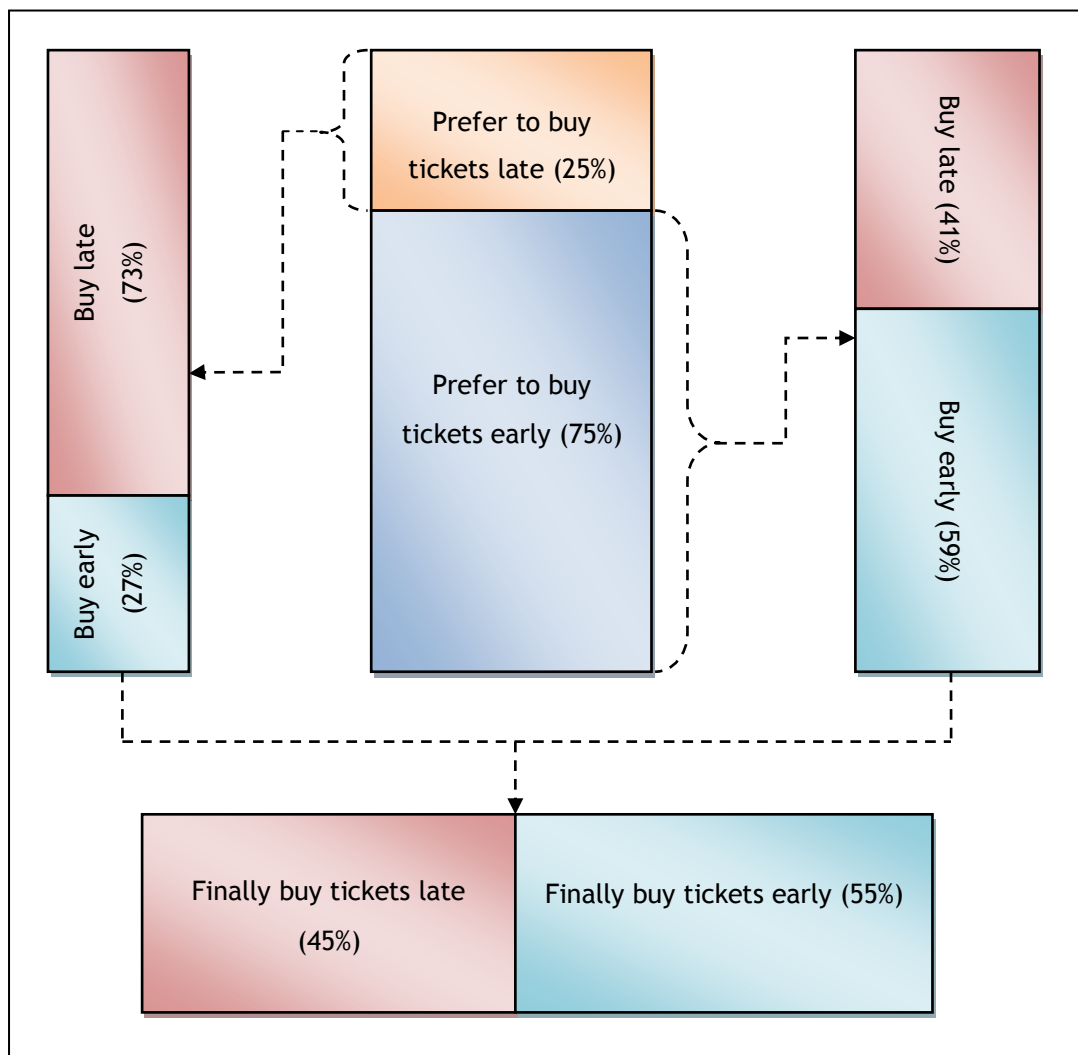 Buy late
(73%)
Buy early
(27%)
Prefer to buy
tickets late (25%)
Prefer to buy
tickets early (75%)
Buy late (41%)
Buy early (59%)
Finally buy tickets late
(45%)
Finally buy tickets early (55%)